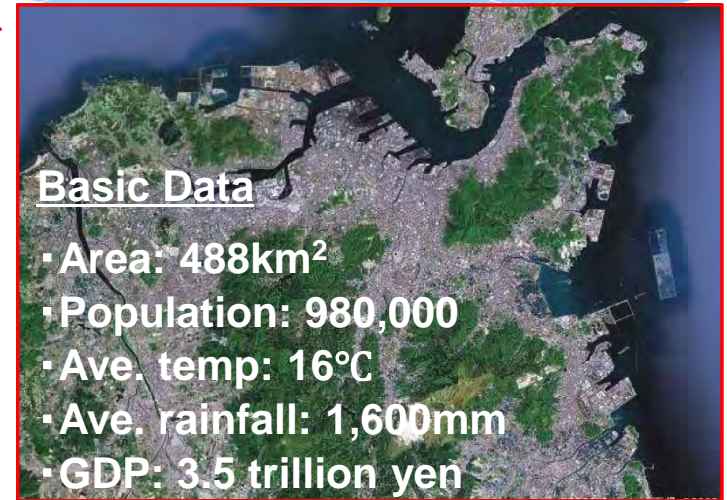 Basic Data
・Area: 488km²
・Population: 980,000
・Ave. temp: 16℃
・Ave. rainfall: 1,600mm
・GDP: 3.5 trillion yen